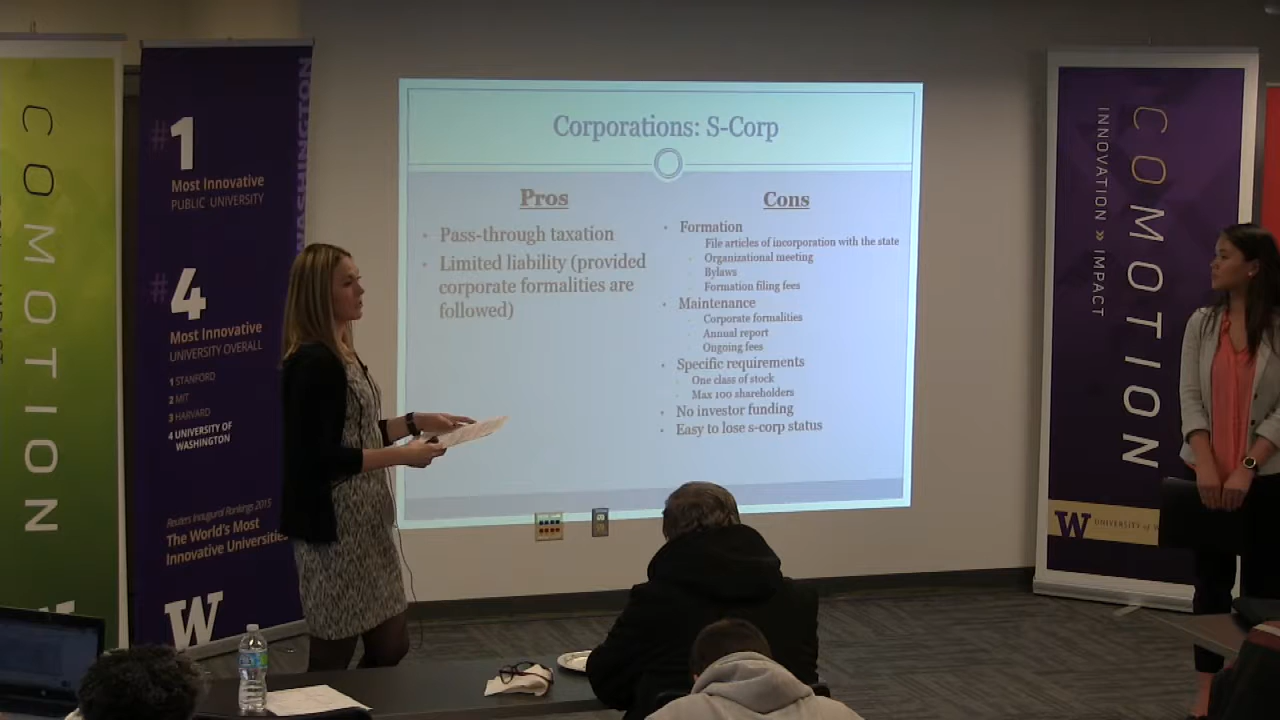 COMOTION
WASHINGTON
#1
Most Innovative
PUBLIC UNIVERSITY
#4
Most Innovative
UNIVERSITY OVERALL
1 STANFORD
2 MIT
3 HARVARD
4 UNIVERSITY OF
WASHINGTON
Reuters Inaugural Rankings 2015
The World's Most
Innovative Universities
W
Corporations: S-Corp
Pros
Pass-through taxation
Limited liability (provided
corporate formalities are
followed)
Cons
Formation
File articles of incorporation with the state
Organizational meeting
Bylaws
Formation filing fees
Maintenance
Corporate formalities
Annual report
Ongoing fees
Specific requirements
One class of stock
Max 100 shareholders
No investor funding
Easy to lose s-corp status
COMOTION
INNOVATION » IMPACT
W UNIVERSITY of